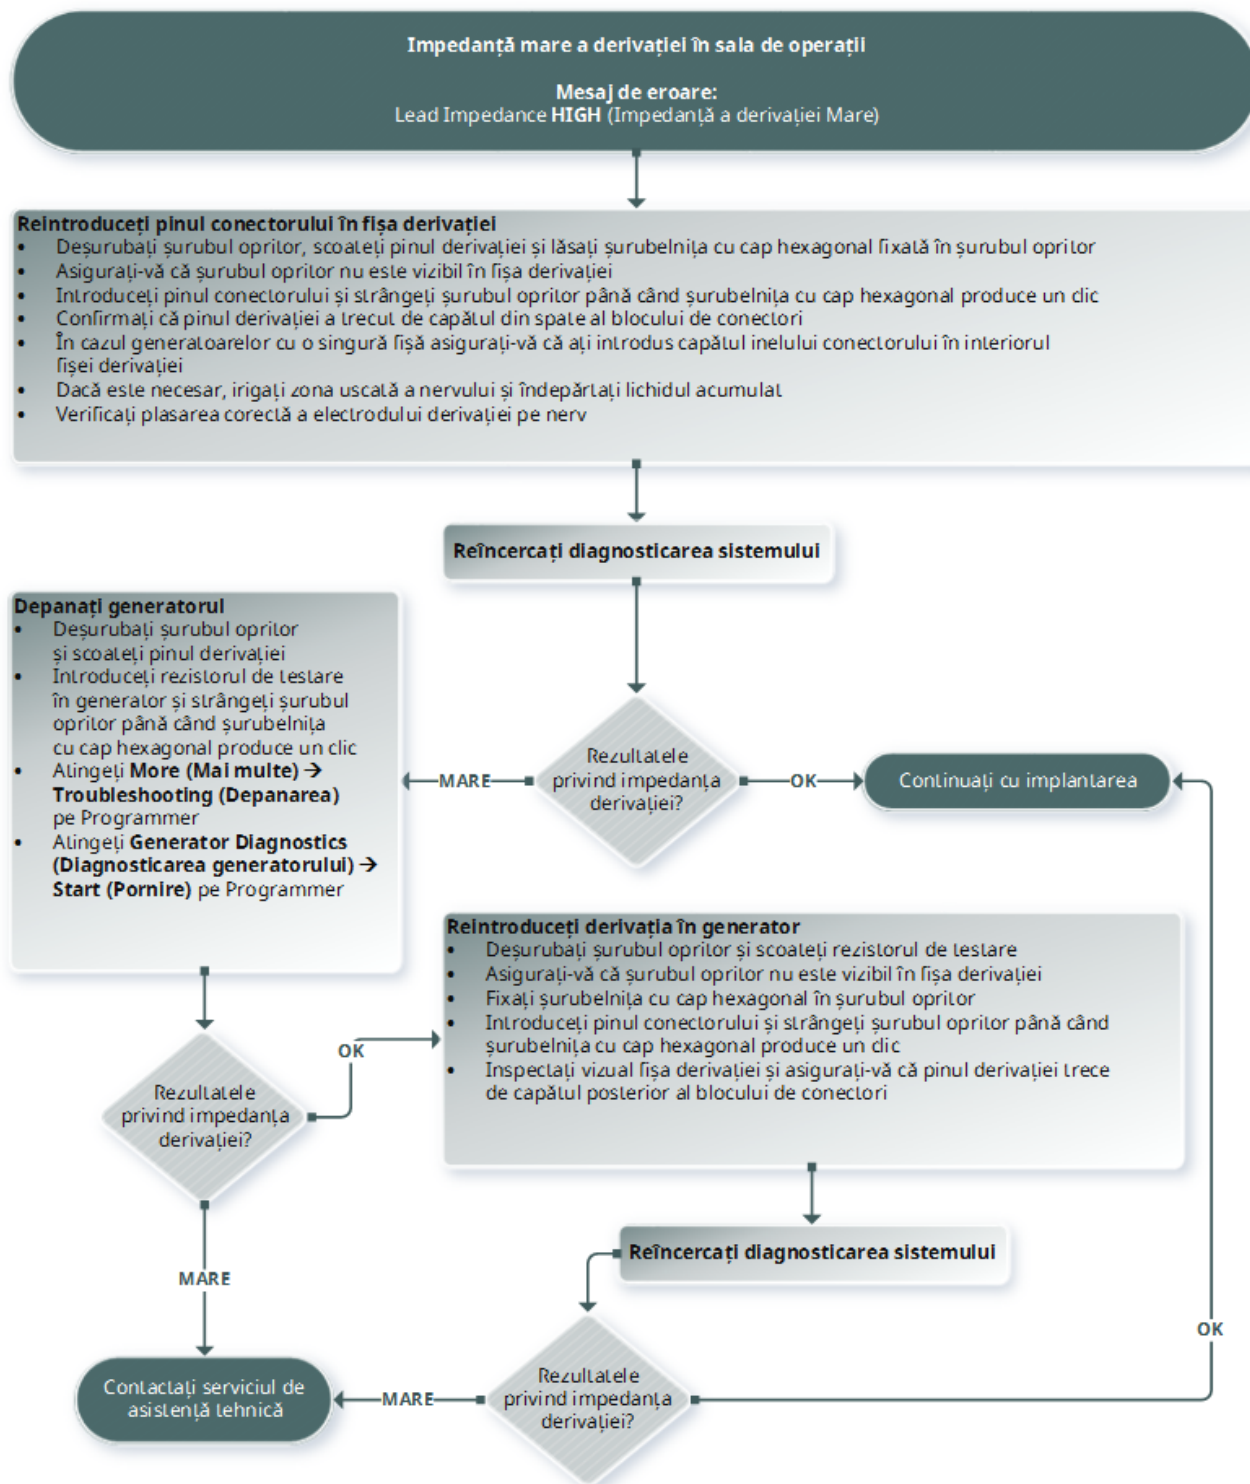 Impedanță mare a derivației în sala de operații
Mesaj de eroare:
Lead Impedance HIGH (Impedanță a derivației Mare)
Reintroduceți pinul conectorului în fișa derivației
• Deșurubați șurubul opritor, scoateți pinul derivației și lăsați șurubelnița cu cap hexagonal fixată în șurubul opritor
• Asigurați-vă că șurubul opritor nu este vizibil în fișa derivației
• Introduceți pinul conectorului și strângeți șurubul opritor până când șurubelnița cu cap hexagonal produce un clic
• Confirmați că pinul derivației a trecut de capătul din spate al blocului de conectori
• În cazul generatoarelor cu o singură fișă asigurați-vă că ați introdus capătul inelului conectorului în interiorul
fișei derivației
• Dacă este necesar, irigați zona uscată a nervului și îndepărtați lichidul acumulat
• Verificați plasarea corectă a electrodului derivației pe nerv
Reîncercați diagnosticarea sistemului
Depanați generatorul
• Deșurubați șurubul opritor
și scoateți pinul derivației
• Introduceți rezistorul de testare
în generator și strângeți șurubul
opritor până când șurubelnița
cu cap hexagonal produce un clic
• Atingeți More (Mai multe) →
Troubleshooting (Depanarea)
pe Programmer
• Atingeți Generator Diagnostics
(Diagnosticarea generatorului) →
Start (Pornire) pe Programmer
Rezultatele
privind impedanța
derivației?
MARE
OK
Continuați cu implantarea
Reintroduceți derivația în generator
• Deșurubați șurubul opritor și scoateți rezistorul de testare
• Asigurați-vă că șurubul opritor nu este vizibil în fișa derivației
• Fixați șurubelnița cu cap hexagonal în șurubul opritor
• Introduceți pinul conectorului și strângeți șurubul opritor până când
șurubelnița cu cap hexagonal produce un clic
• Inspectați vizual fișa derivației și asigurați-vă că pinul derivației trece
de capătul posterior al blocului de conectori
OK
Rezultatele
privind impedanța
derivației?
MARE
Reîncercați diagnosticarea sistemului
OK
Rezultatele
privind impedanța
derivației?
MARE
Contactați serviciul de
asistență tehnică